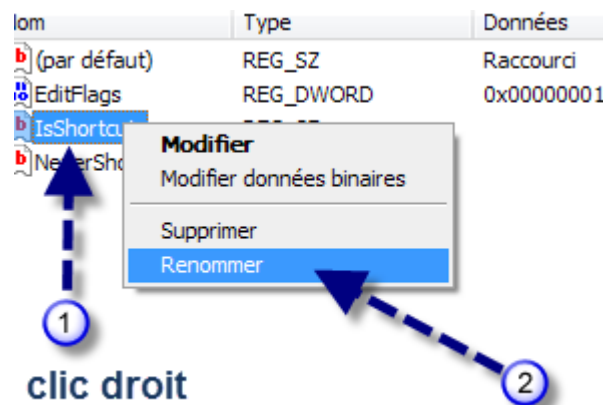 Nom Type Données
(par défaut) REG_SZ Raccourci
EditFlags REG_DWORD 0x00000001
IsShortcut
Modifier
Modifier données binaires
Supprimer
Renommer
1
clic droit
2